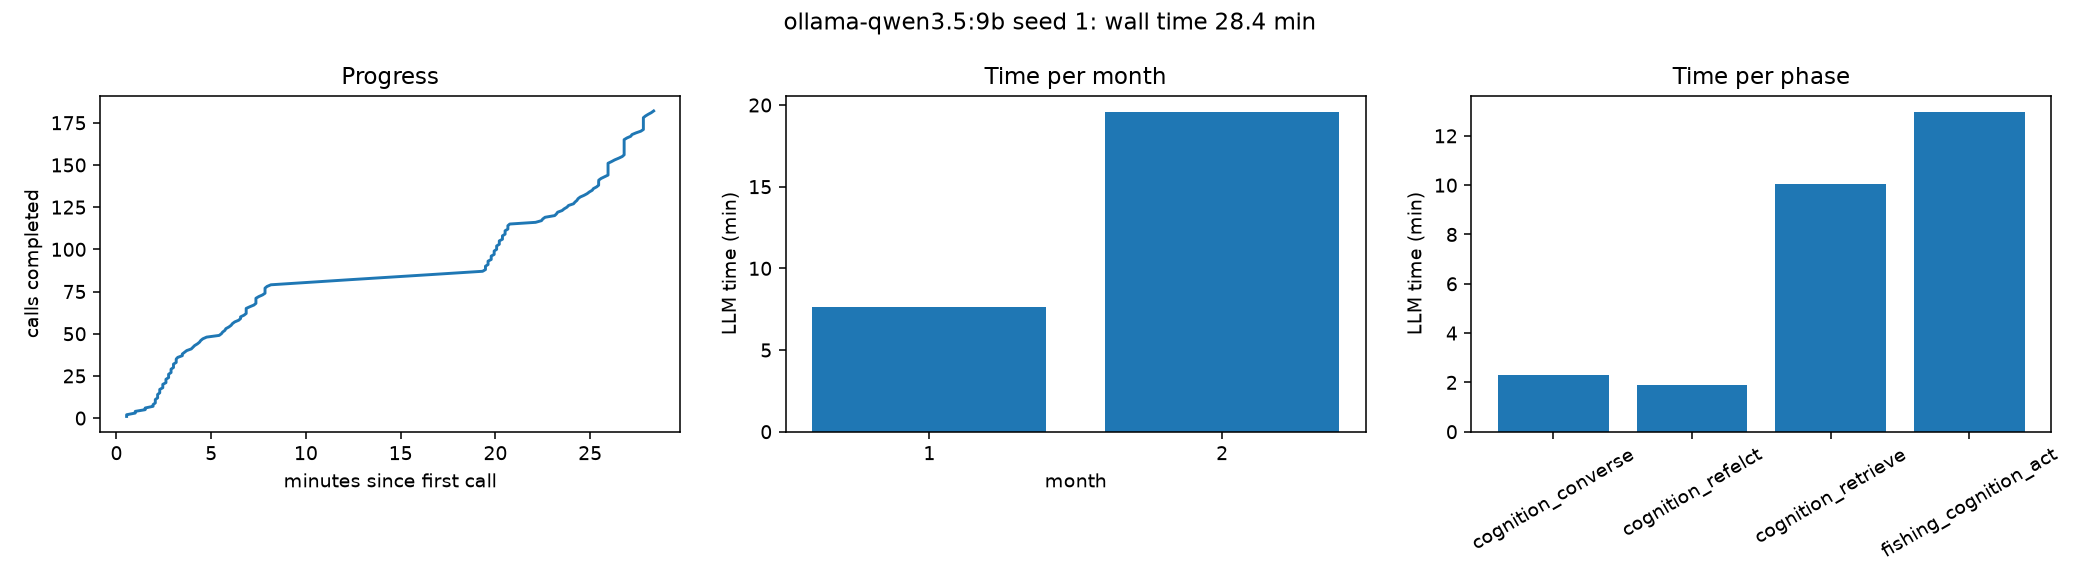 ollama-qwen3.5:9b seed 1: wall time 28.4 min
Progress
calls completed
175
150
125
100
75
50
25
0
0 5 10 15 20 25
minutes since first call
Time per month
LLM time (min)
20
15
10
5
0
1 2
month
Time per phase
LLM time (min)
12
10
8
6
4
2
0
cognition_converse
cognition_refelct
cognition_retrieve
fishing_cognition_act